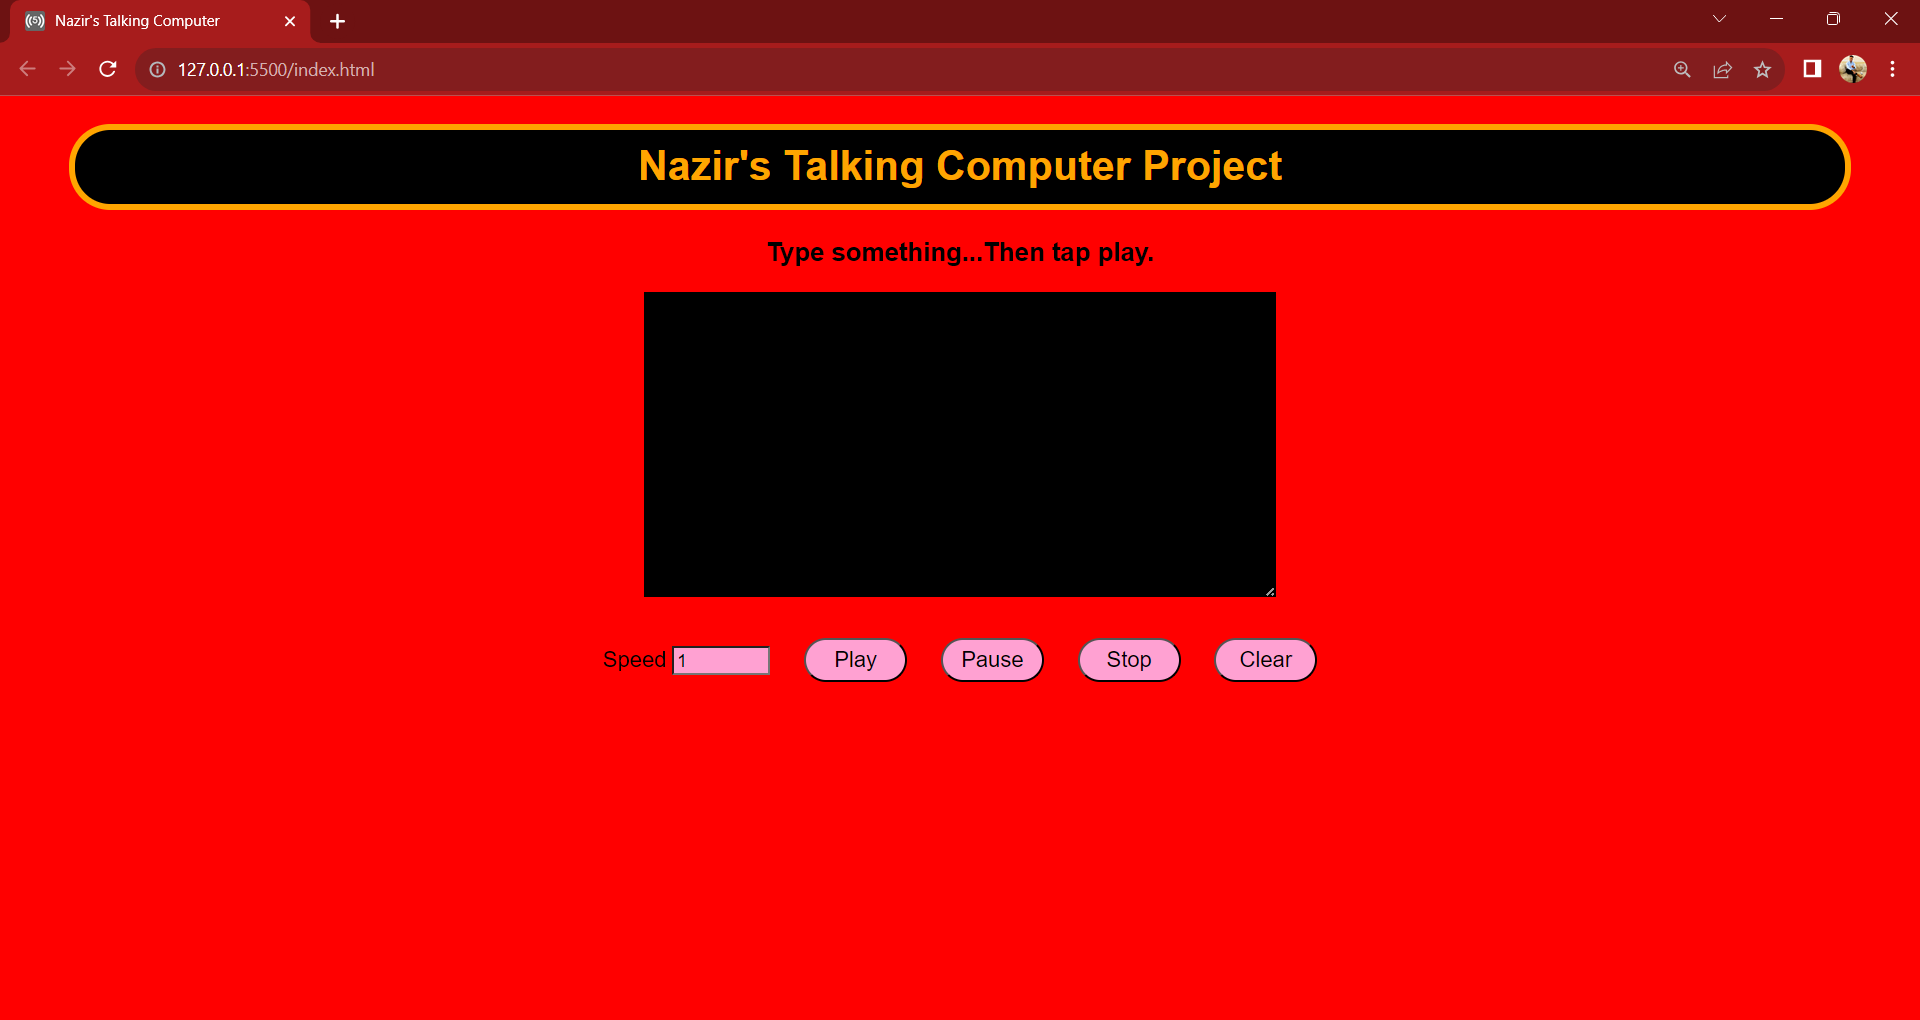 Nazir's Talking Computer
127.0.0.1:5500/index.html
Nazir's Talking Computer Project
Type something...Then tap play.
Speed 1 Play Pause Stop Clear